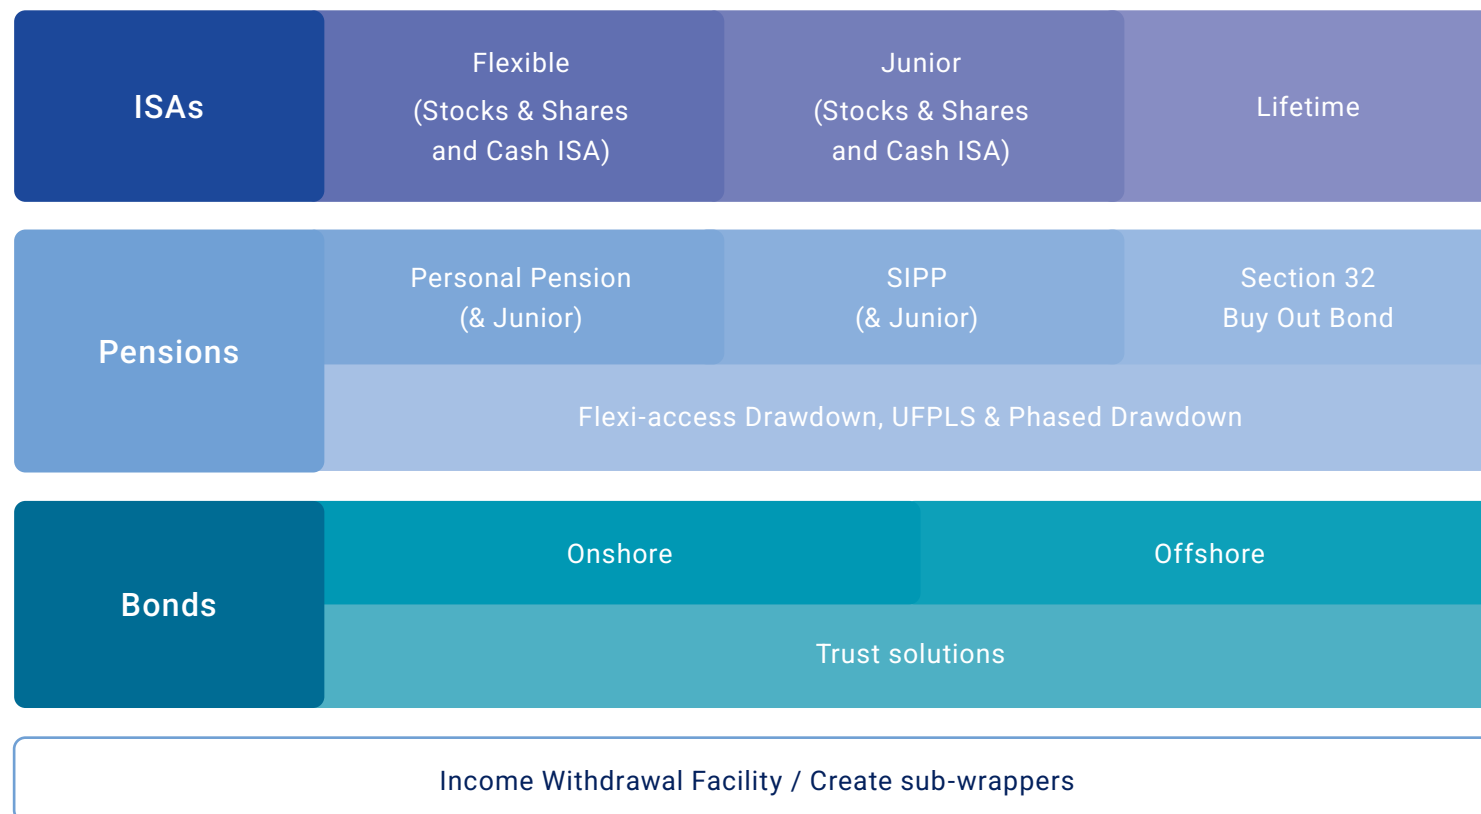 ISAs
Flexible
(Stocks & Shares
and Cash ISA)
Junior
(Stocks & Shares
and Cash ISA)
Lifetime
Pensions
Personal Pension
(& Junior)
SIPP
(& Junior)
Section 32
Buy Out Bond
Flexi-access Drawdown, UFPLS & Phased Drawdown
Bonds
Onshore
Offshore
Trust solutions
Income Withdrawal Facility / Create sub-wrappers